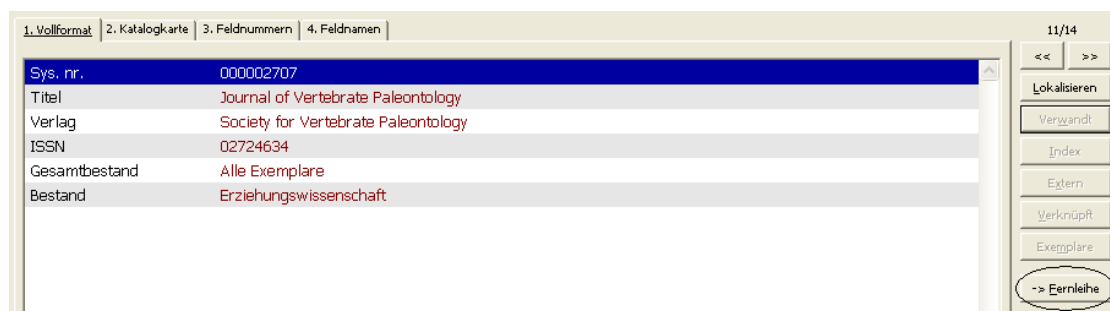 1. Vollformat 2. Katalogkarte 3. Feldnummern 4. Feldnamen 11/14
<< >>
Sys. nr. 000002707
Titel Journal of Vertebrate Paleontology
Verlag Society for Vertebrate Paleontology
ISSN 02724634
Gesamtbestand Alle Exemplare
Bestand Erziehungswissenschaft
Lokalisieren
Verwandt
Index
Extern
Verknüpft
Exemplare
-> Fernleihe